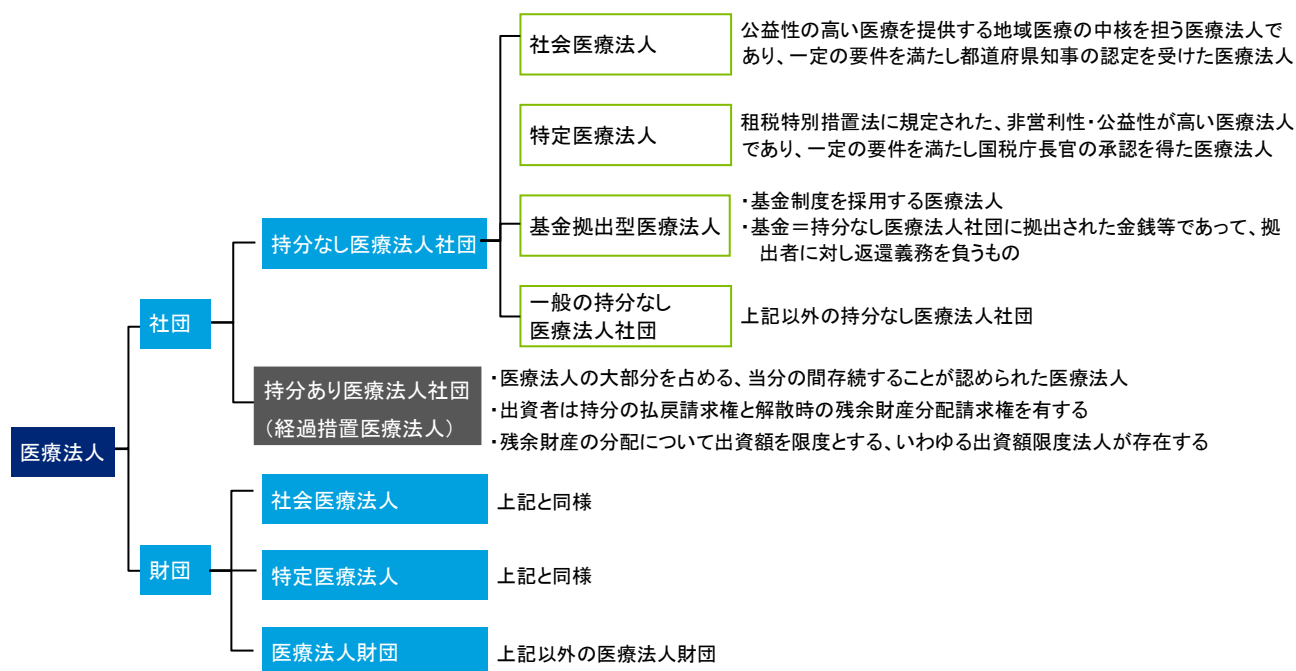 社会医療法人
公益性の高い医療を提供する地域医療の中核を担う医療法人で
あり、一定の要件を満たし都道府県知事の認定を受けた医療法人
特定医療法人
租税特別措置法に規定された、非営利性・公益性が高い医療法人
であり、一定の要件を満たし国税庁長官の承認を得た医療法人
持分なし医療法人社団
基金拠出型医療法人
・基金制度を採用する医療法人
・基金＝持分なし医療法人社団に拠出された金銭等であって、拠
出者に対し返還義務を負うもの
一般の持分なし
医療法人社団
上記以外の持分なし医療法人社団
社団
持分あり医療法人社団
（経過措置医療法人）
・医療法人の大部分を占める、当分の間存続することが認められた医療法人
・出資者は持分の払戻請求権と解散時の残余財産分配請求権を有する
・残余財産の分配について出資額を限度とする、いわゆる出資額限度法人が存在する
医療法人
社会医療法人
上記と同様
財団
特定医療法人
上記と同様
医療法人財団
上記以外の医療法人財団